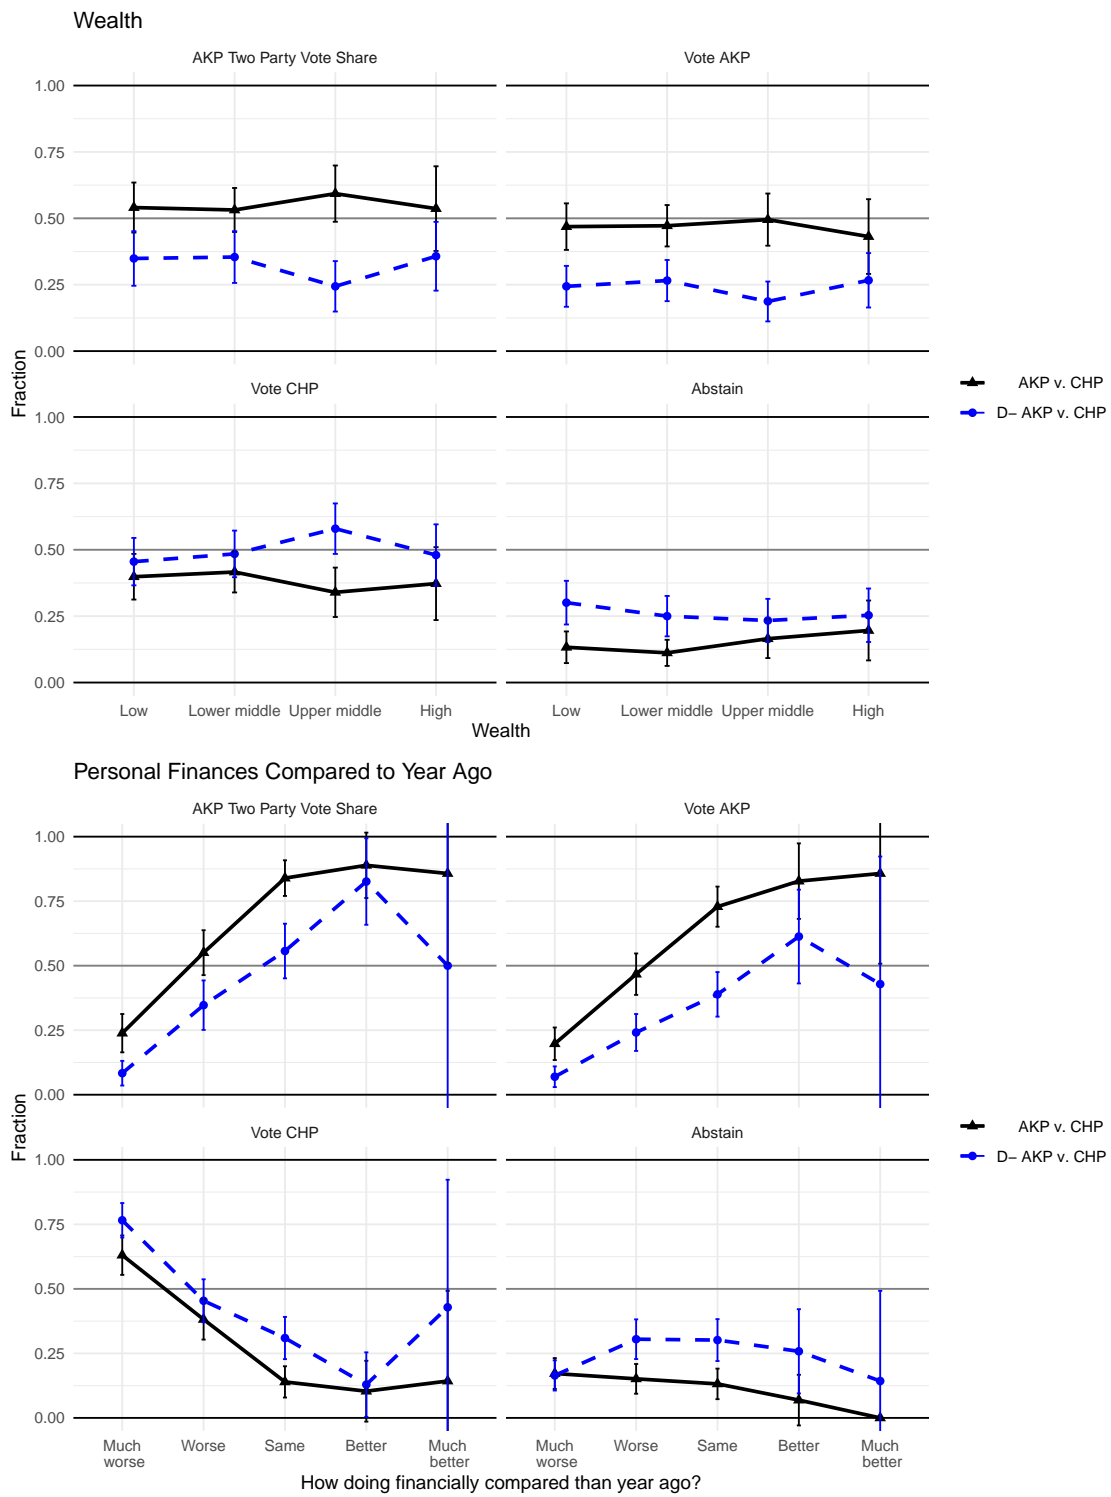 Wealth
AKP Two Party Vote Share
Vote AKP
1.00
0.75
0.50
0.25
0.00
Vote CHP
Abstain
1.00
0.75
0.50
0.25
0.00
Fraction
AKP v. CHP
D− AKP v. CHP
Low
Lower middle
Upper middle
High
Low
Lower middle
Upper middle
High
Wealth
Personal Finances Compared to Year Ago
AKP Two Party Vote Share
Vote AKP
1.00
0.75
0.50
0.25
0.00
Vote CHP
Abstain
1.00
0.75
0.50
0.25
0.00
Fraction
AKP v. CHP
D− AKP v. CHP
Much
worse
Worse
Same
Better
Much
better
Much
worse
Worse
Same
Better
Much
better
How doing financially compared than year ago?